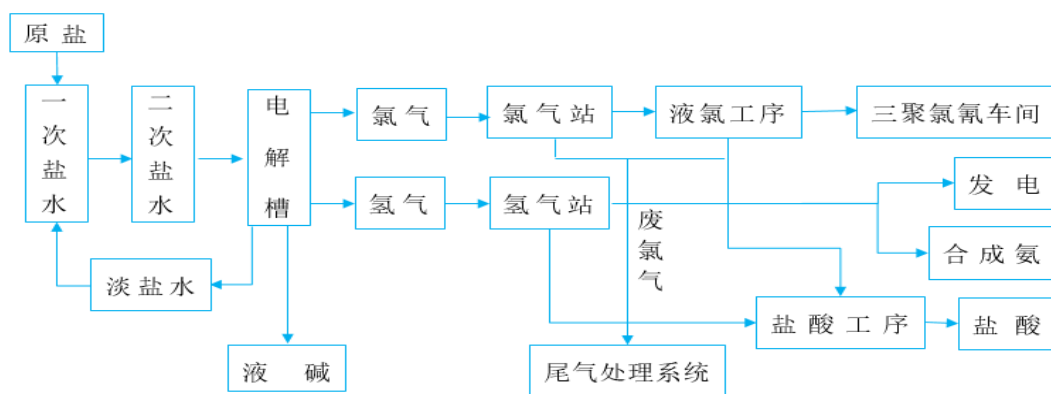 原盐
一次盐水
二次盐水
电解槽
氯气
氯气站
液氯工序
三聚氯氰车间
氢气
氢气站
废氯气
发电
合成氨
淡盐水
盐酸工序
盐酸
液碱
尾气处理系统